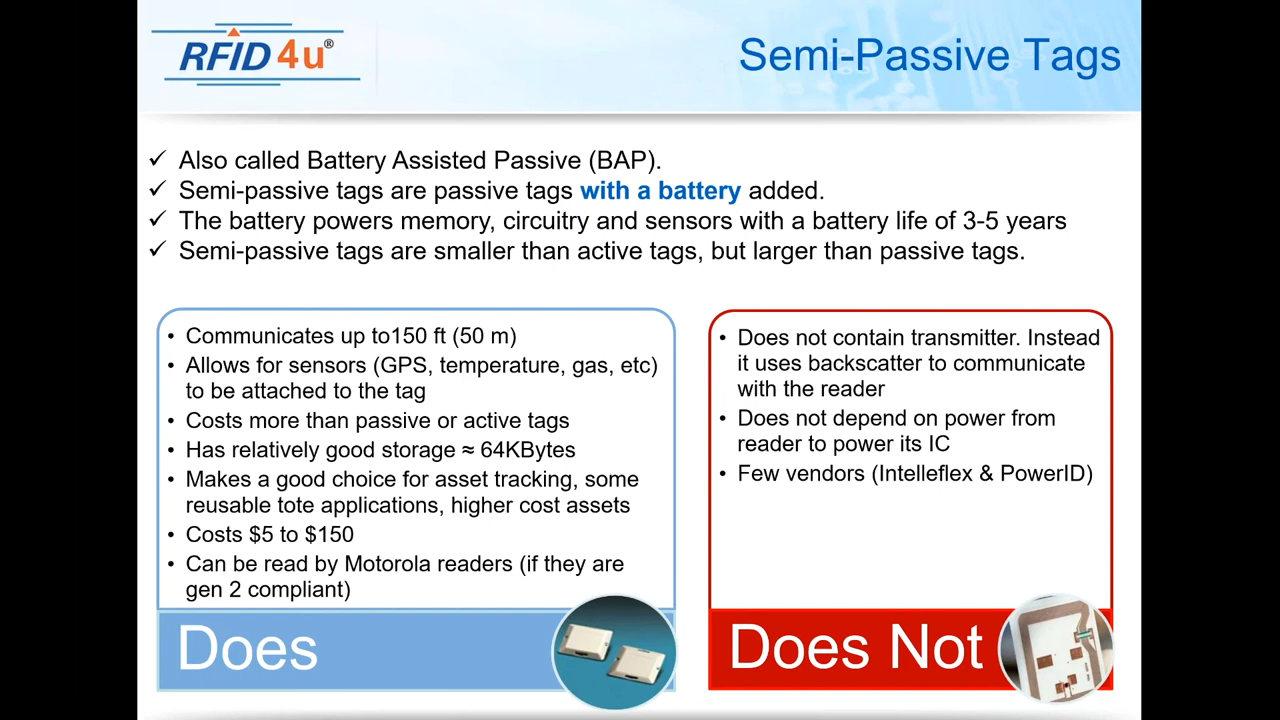 RFID4u®
Semi-Passive Tags
✓ Also called Battery Assisted Passive (BAP).
✓ Semi-passive tags are passive tags with a battery added.
✓ The battery powers memory, circuitry and sensors with a battery life of 3-5 years
✓ Semi-passive tags are smaller than active tags, but larger than passive tags.
• Communicates up to150 ft (50 m)
• Allows for sensors (GPS, temperature, gas, etc)
to be attached to the tag
• Costs more than passive or active tags
• Has relatively good storage ≈ 64KBytes
• Makes a good choice for asset tracking, some
reusable tote applications, higher cost assets
• Costs $5 to $150
• Can be read by Motorola readers (if they are
gen 2 compliant)
Does
• Does not contain transmitter. Instead
it uses backscatter to communicate
with the reader
• Does not depend on power from
reader to power its IC
• Few vendors (Intelleflex & PowerID)
Does Not